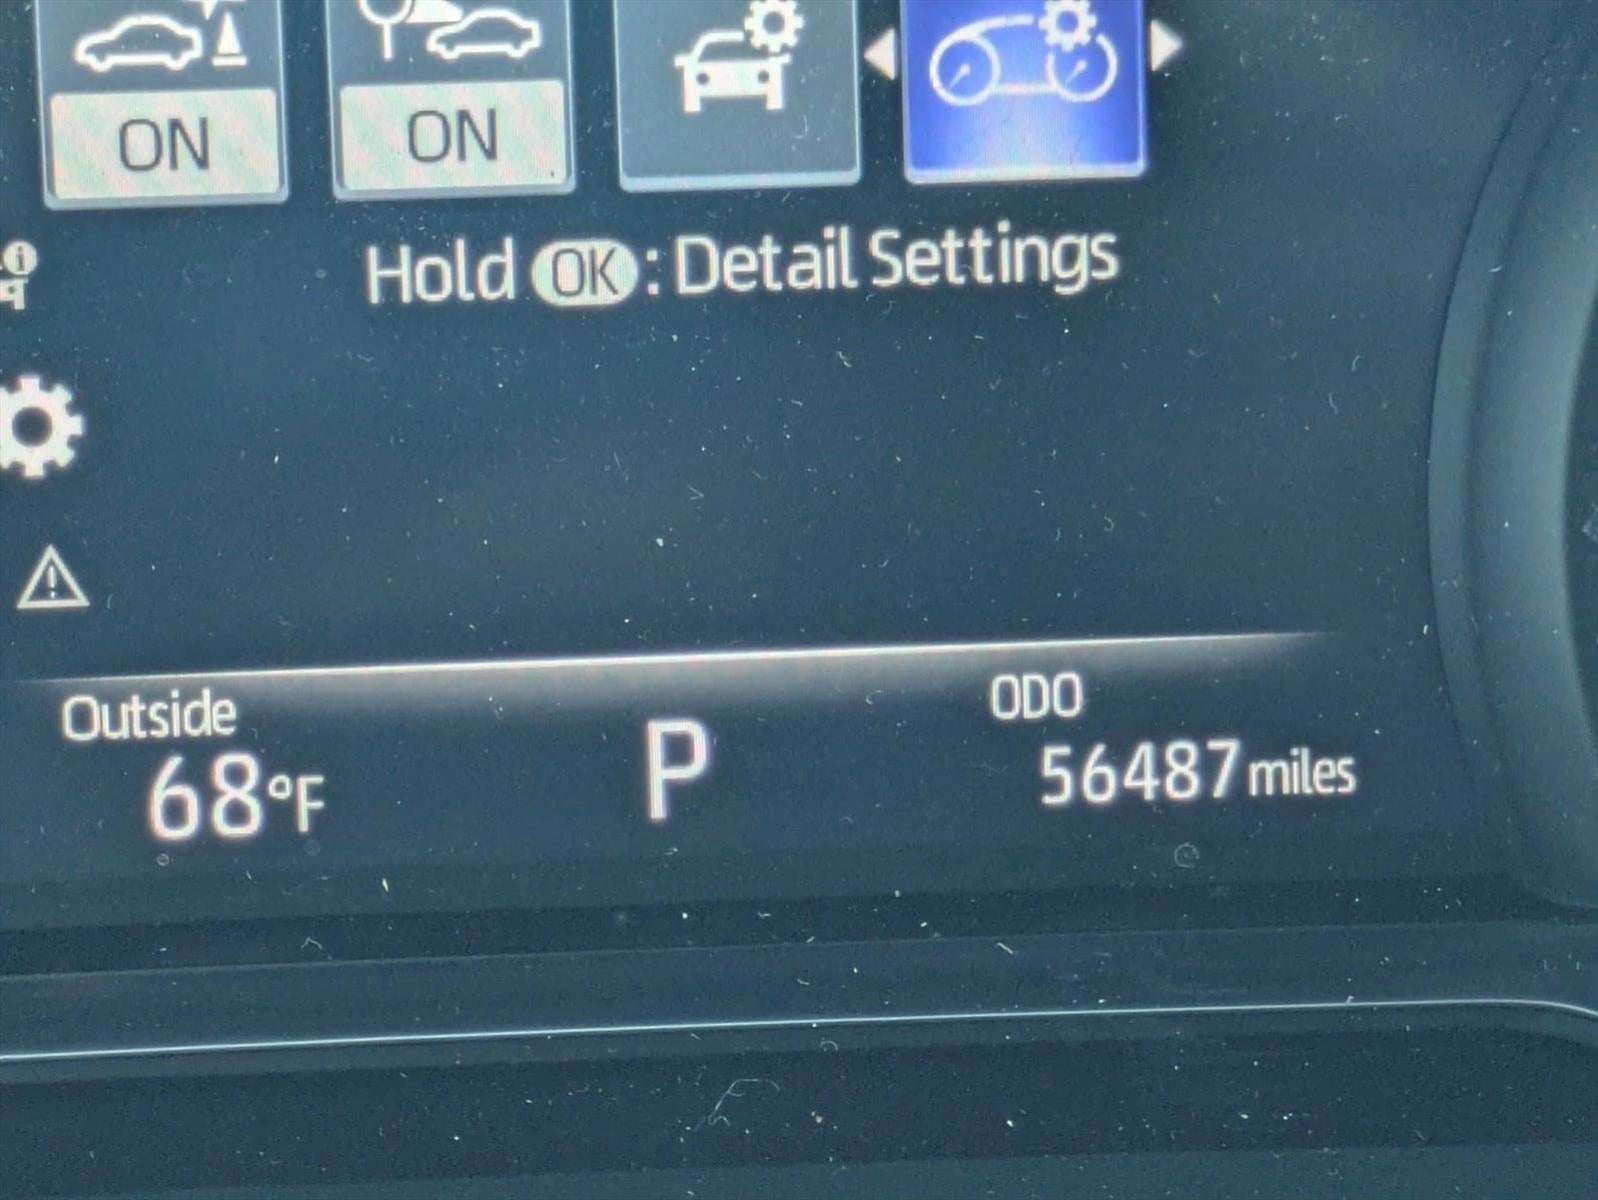 ON
ON
Hold OK : Detail Settings
Outside
68°F
P
ODO
56487 miles